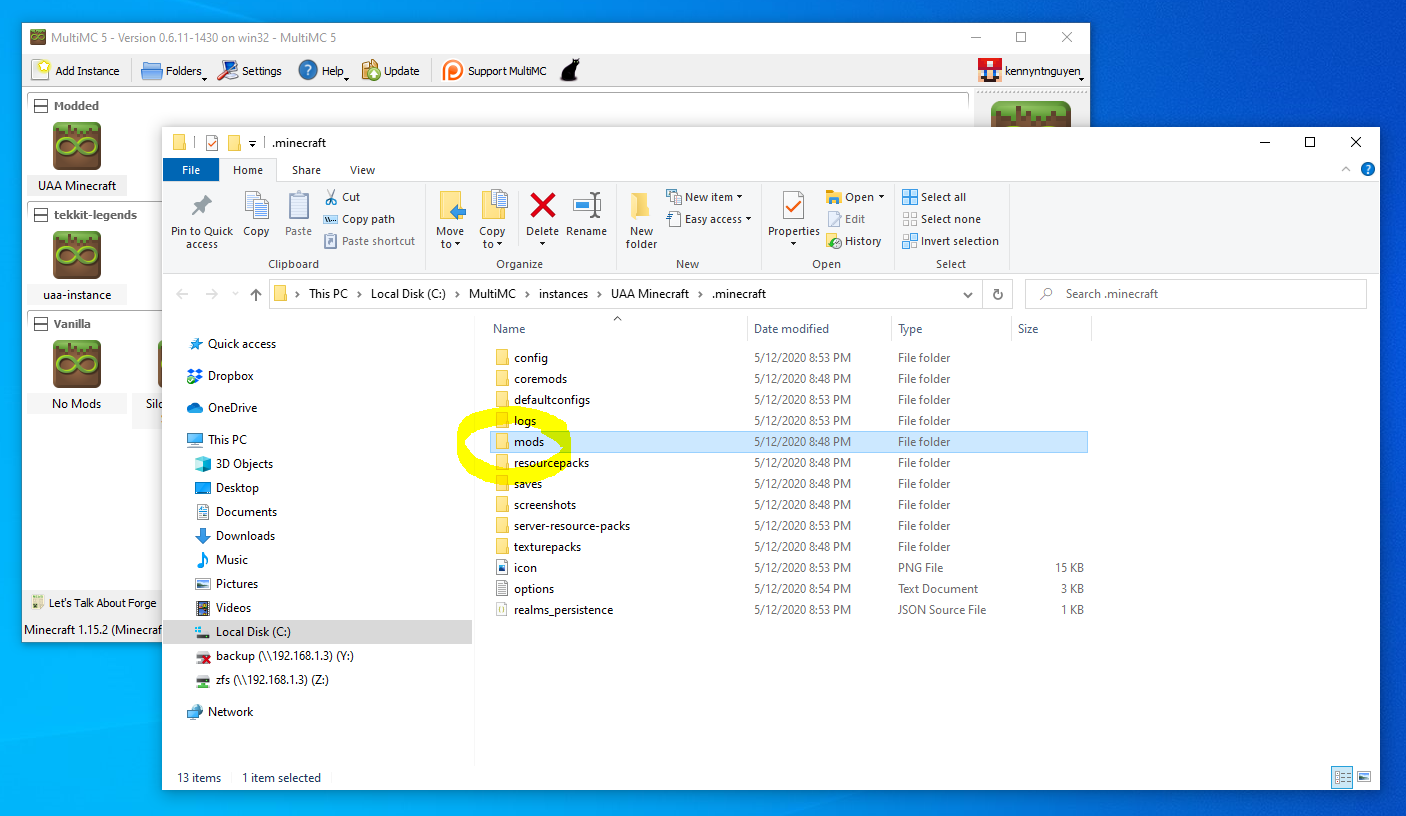 MultiMC 5 - Version 0.6.11-1430 on win32 - MultiMC 5
Add Instance Folders Settings Help Update Support MultiMC kennyntnguyen
Modded
UAA Minecraft
tekkit-legends
uaa-instance
Vanilla
No Mods
Let's Talk About Forge
Minecraft 1.15.2
.minecraft
File Home Share View
Pin to Quick access
Copy
Paste
Cut
Copy path
Paste shortcut
Clipboard
Move to
Copy to
Delete
Rename
Organize
New folder
New item
Easy access
New
Properties
Open
Edit
History
Open
Select all
Select none
Invert selection
Select
This PC > Local Disk (C:) > MultiMC > instances > UAA Minecraft > .minecraft
Search .minecraft
Quick access
Dropbox
OneDrive
This PC
3D Objects
Desktop
Documents
Downloads
Music
Pictures
Videos
Local Disk (C:)
backup (\\192.168.1.3) (Y:)
zfs (\\192.168.1.3) (Z:)
Network
Name Date modified Type Size
config 5/12/2020 8:53 PM File folder
coremods 5/12/2020 8:48 PM File folder
defaultconfigs 5/12/2020 8:53 PM File folder
logs 5/12/2020 8:53 PM File folder
mods 5/12/2020 8:48 PM File folder
resourcepacks 5/12/2020 8:48 PM File folder
saves 5/12/2020 8:48 PM File folder
screenshots 5/12/2020 8:48 PM File folder
server-resource-packs 5/12/2020 8:53 PM File folder
texturepacks 5/12/2020 8:48 PM File folder
icon 5/12/2020 8:53 PM PNG File 15 KB
options 5/12/2020 8:54 PM Text Document 3 KB
realms_persistence 5/12/2020 8:53 PM JSON Source File 1 KB
13 items 1 item selected